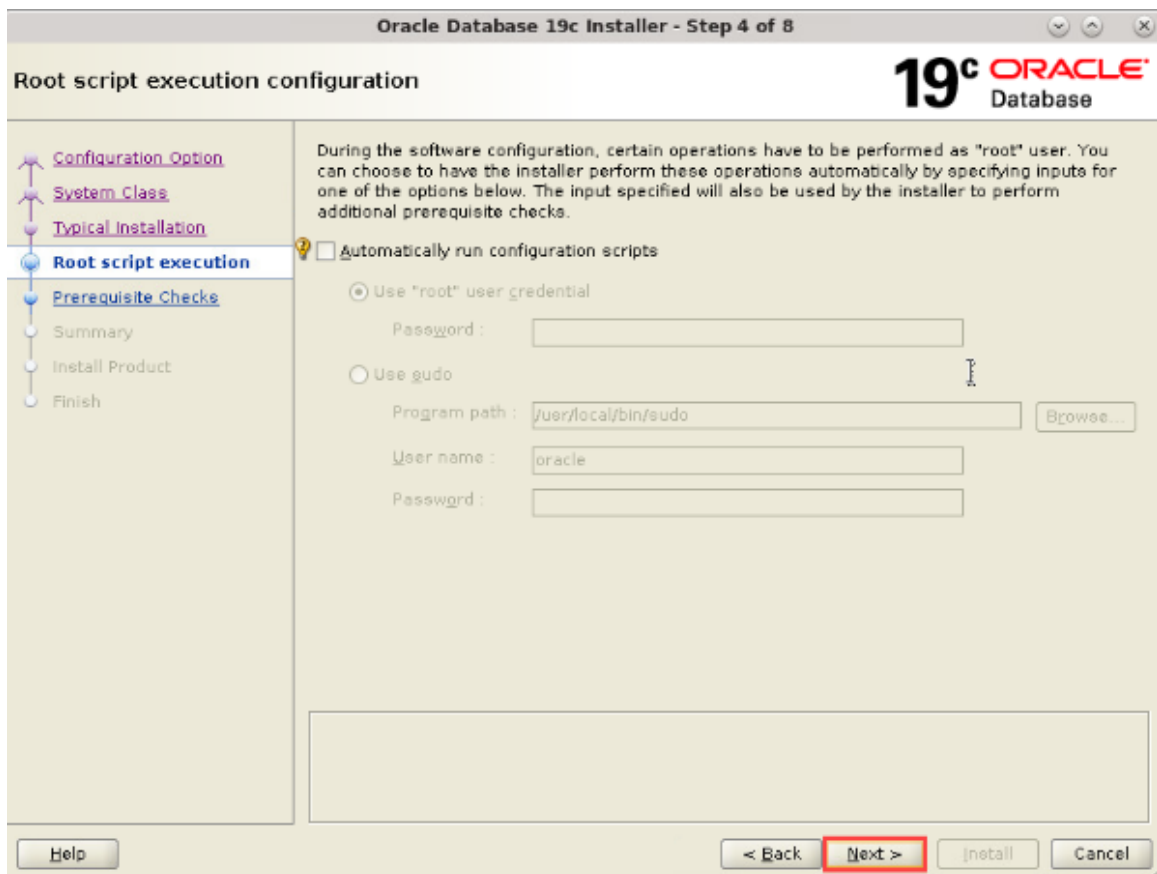 Oracle Database 19c Installer - Step 4 of 8
Root script execution configuration
19c ORACLE
Database
Configuration Option
System Class
Typical Installation
Root script execution
Prerequisite Checks
Summary
Install Product
Finish
During the software configuration, certain operations have to be performed as "root" user. You
can choose to have the installer perform these operations automatically by specifying inputs for
one of the options below. The input specified will also be used by the installer to perform
additional prerequisite checks.
Automatically run configuration scripts
Use "root" user credential
Password :
Use sudo
Program path : /usr/local/bin/sudo Browse...
User name : oracle
Password :
Help < Back Next > Install Cancel